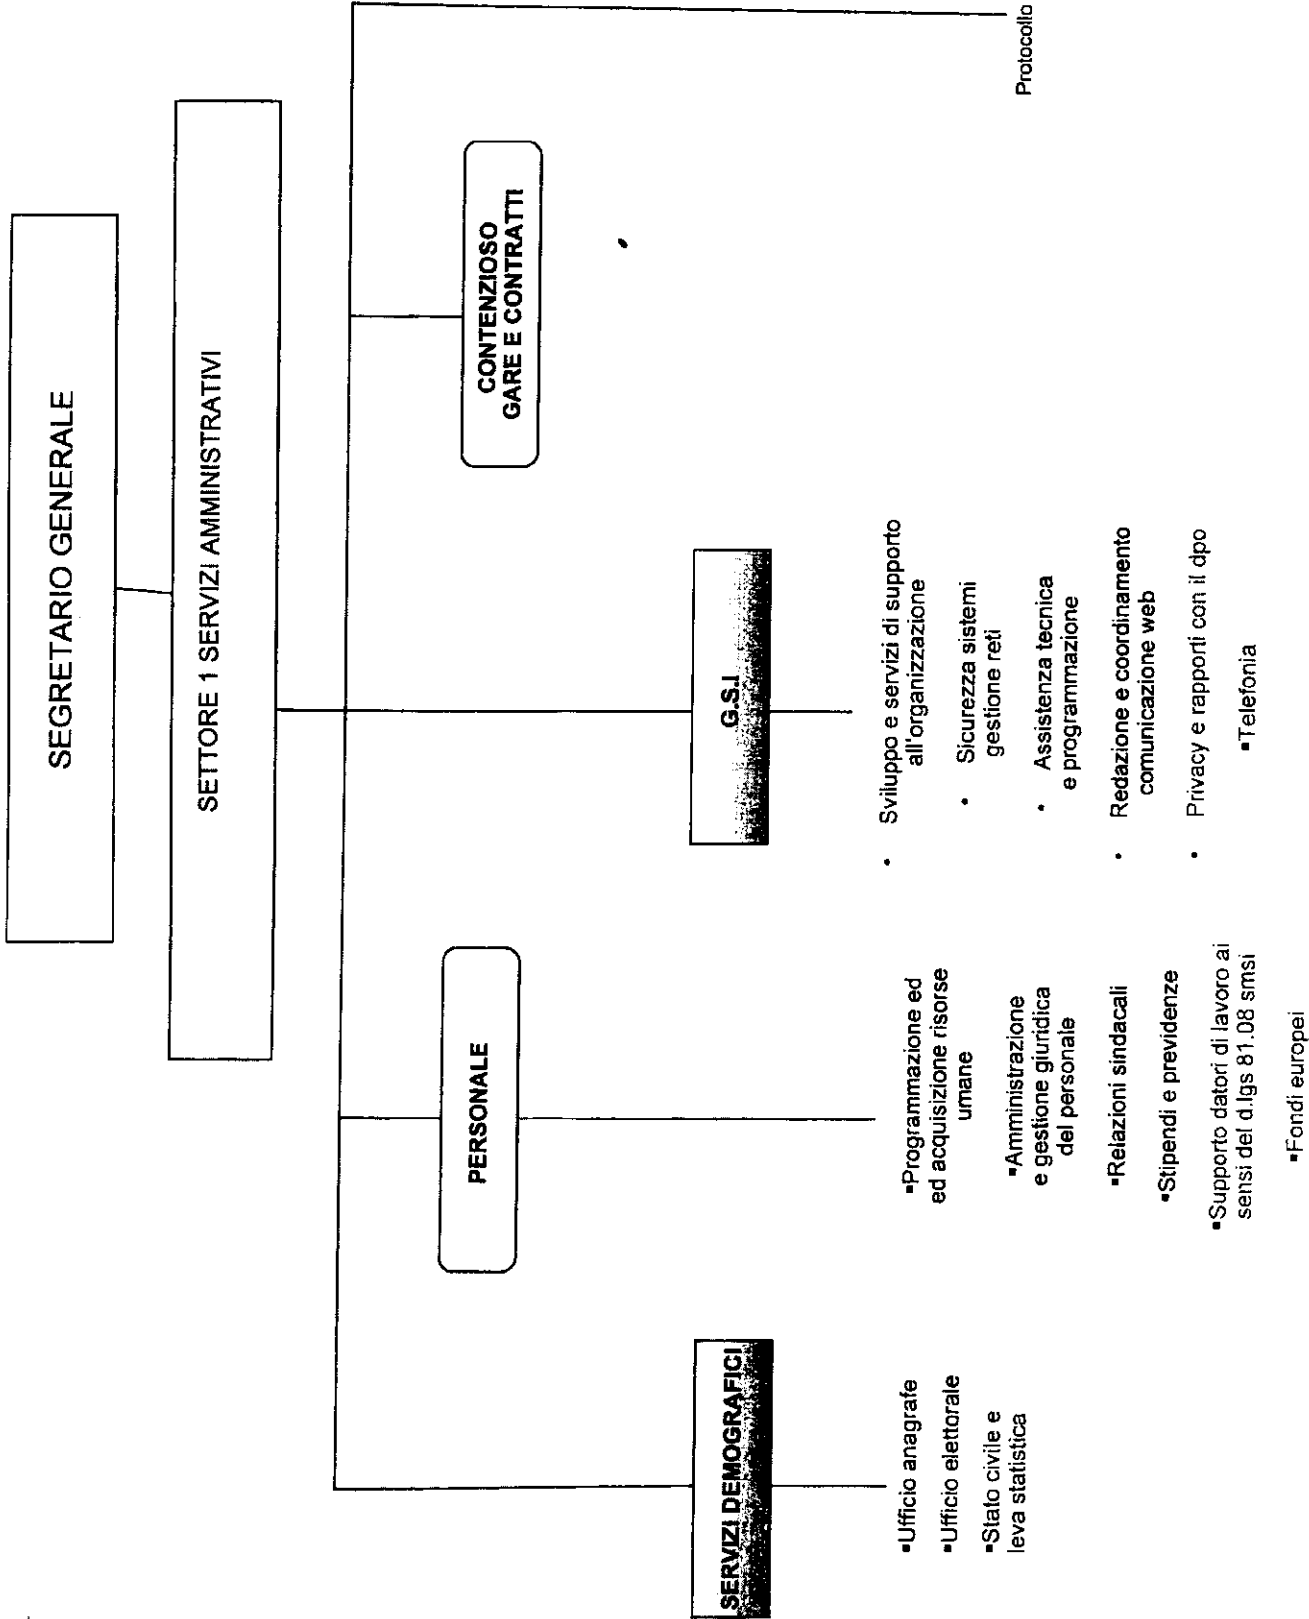 SEGRETARIO GENERALE
SETTORE 1 SERVIZI AMMINISTRATIVI
SERVIZI DEMOGRAFICI
▪Ufficio anagrafe
▪Ufficio elettorale
▪Stato civile e
leva statistica
PERSONALE
▪Programmazione ed
ed acquisizione risorse
umane
▪Amministrazione
e gestione giuridica
del personale
▪Relazioni sindacali
▪Stipendi e previdenze
▪Supporto datori di lavoro ai
sensi del d.lgs 81.08 smsi
▪Fondi europei
G.S.I.
• Sviluppo e servizi di supporto
all'organizzazione
• Sicurezza sistemi
gestione reti
• Assistenza tecnica
e programmazione
• Redazione e coordinamento
comunicazione web
• Privacy e rapporti con il dpo
▪Telefonia
CONTENZIOSO
GARE E CONTRATTI
Protocollo